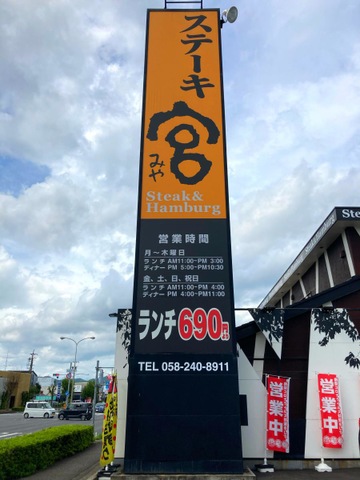 ステーキ
宮
みや
Steak&
Hamburg
営業時間
月～木曜日
ランチ AM11:00-PM 3:00
ディナー PM 5:00-PM10:30
金、土、日、祝日
ランチ AM11:00-PM 4:00
ディナー PM 4:00-PM11:00
ランチ690円
TEL 058-240-8911
Steak
営業中
営業中